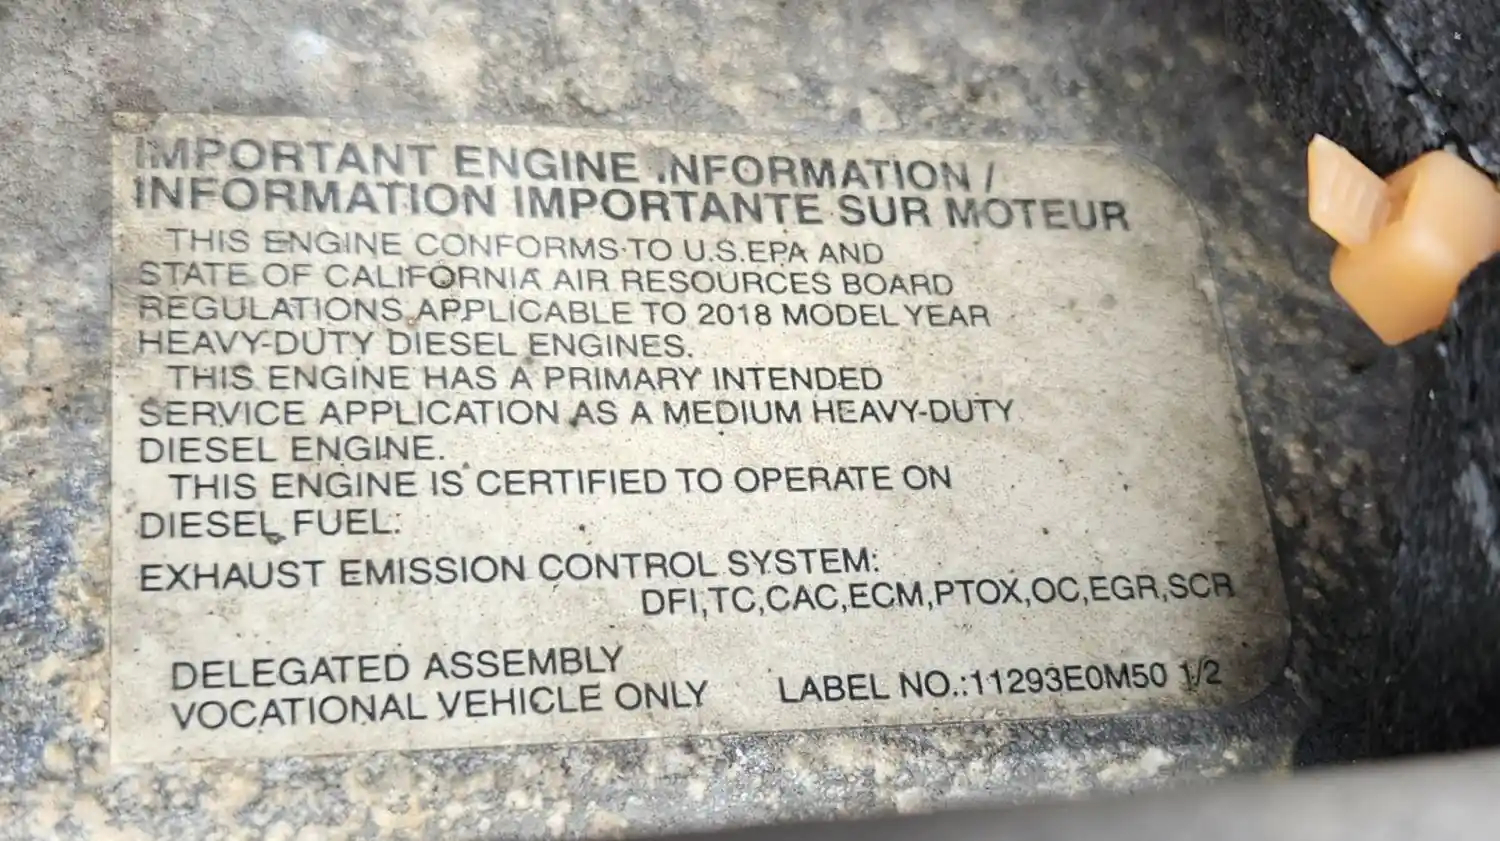 IMPORTANT ENGINE INFORMATION /
INFORMATION IMPORTANTE SUR MOTEUR
THIS ENGINE CONFORMS TO U.S.EPA AND
STATE OF CALIFORNIA AIR RESOURCES BOARD
REGULATIONS APPLICABLE TO 2018 MODEL YEAR
HEAVY-DUTY DIESEL ENGINES.
THIS ENGINE HAS A PRIMARY INTENDED
SERVICE APPLICATION AS A MEDIUM HEAVY-DUTY
DIESEL ENGINE.
THIS ENGINE IS CERTIFIED TO OPERATE ON
DIESEL FUEL.
EXHAUST EMISSION CONTROL SYSTEM:
DFI,TC,CAC,ECM,PTOX,OC,EGR,SCR
DELEGATED ASSEMBLY
VOCATIONAL VEHICLE ONLY LABEL NO.:11293E0M50 1/2